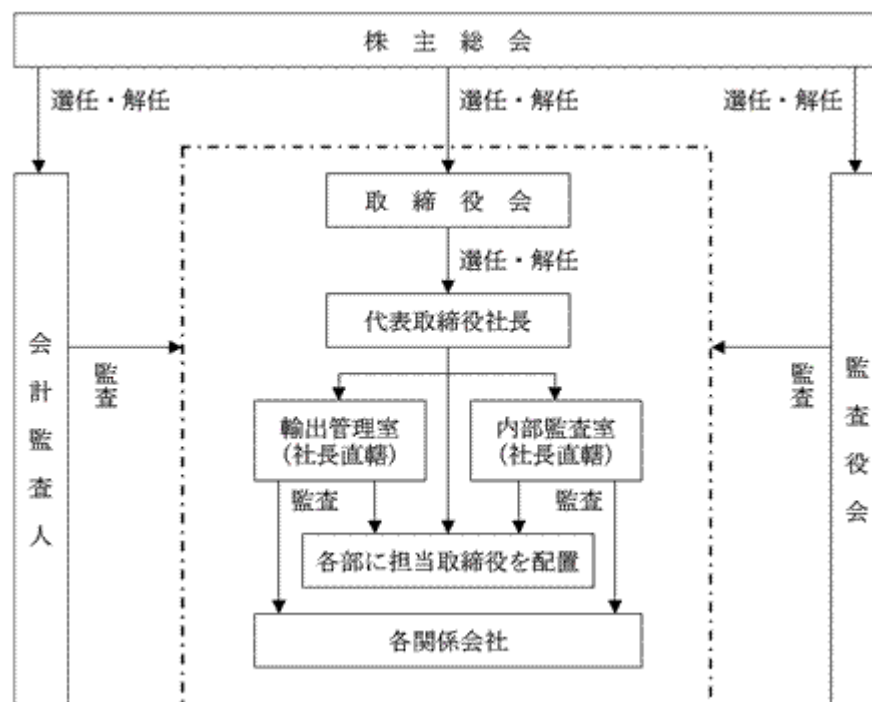 株主総会
選任・解任
選任・解任
選任・解任
取締役会
選任・解任
代表取締役社長
会計監査人
監査
監査
監査役会
輸出管理室
(社長直轄)
内部監査室
(社長直轄)
監査
監査
各部に担当取締役を配置
各関係会社